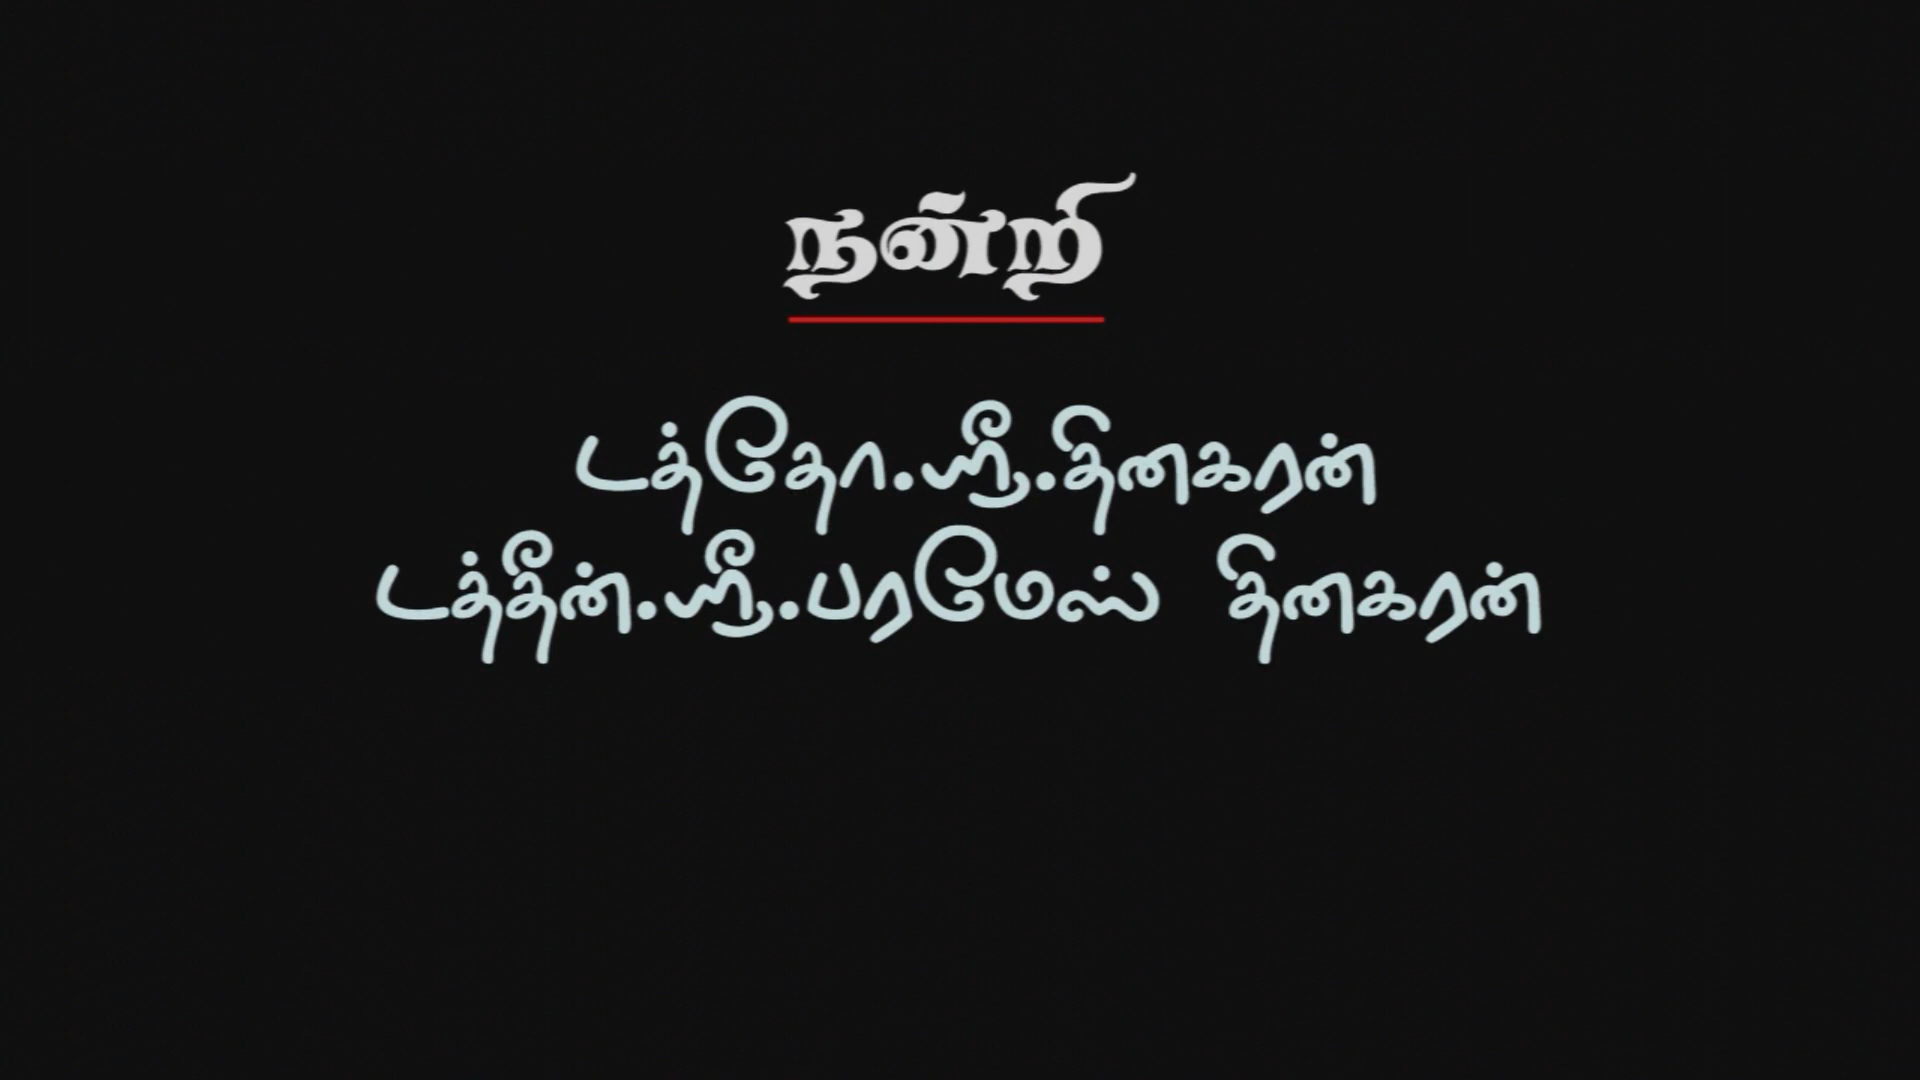 நன்றி
டத்தோ.ஸ்ரீ.தினகரன்
டத்தீன்.ஸ்ரீ.பரமேஸ் தினகரன்